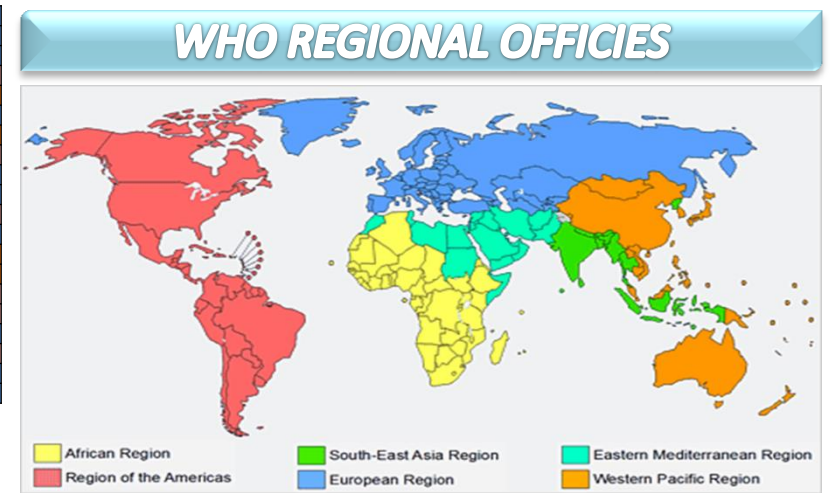 WHO REGIONAL OFFICIES
African Region
South-East Asia Region
Eastern Mediterranean Region
Region of the Americas
European Region
Western Pacific Region